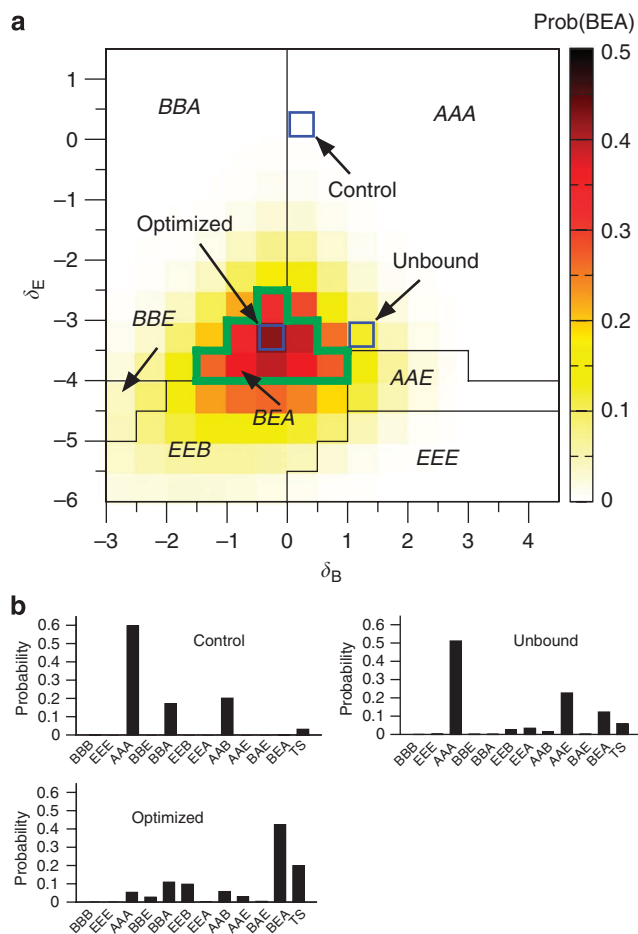 a
Prob(BEA)
BBA
AAA
Control
Optimized
Unbound
BBE
BEA
AAE
EEB
EEE
1
0
−1
−2
−3
−4
−5
−6
δE
−3
−2
−1
0
1
2
3
4
δB
0.5
0.4
0.3
0.2
0.1
0
b
Control
Probability
0.6
0.5
0.4
0.3
0.2
0.1
0
BBB
EEE
AAA
BBE
BBA
EEB
EEA
AAB
AAE
BAE
BEA
TS
Unbound
Probability
0.6
0.5
0.4
0.3
0.2
0.1
0
BBB
EEE
AAA
BBE
BBA
EEB
EEA
AAB
AAE
BAE
BEA
TS
Optimized
Probability
0.6
0.5
0.4
0.3
0.2
0.1
0
BBB
EEE
AAA
BBE
BBA
EEB
EEA
AAB
AAE
BAE
BEA
TS